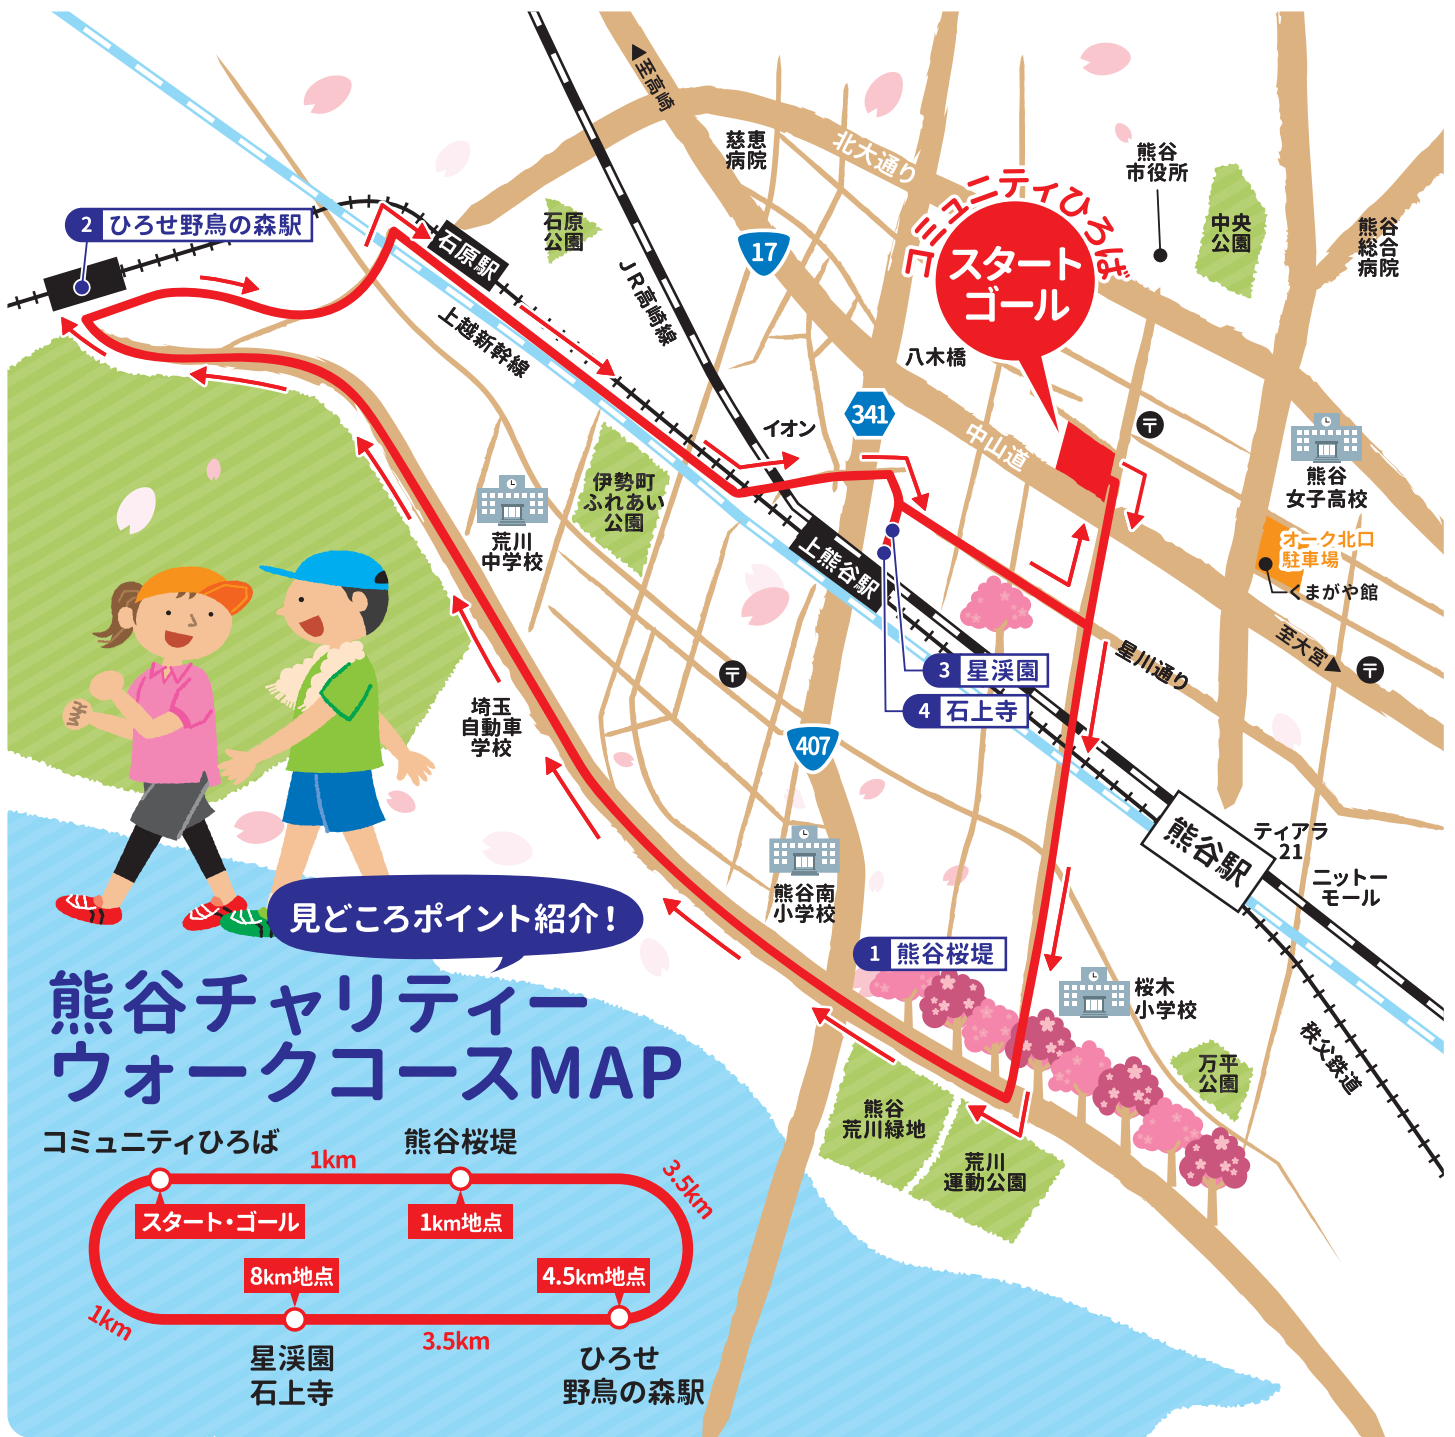 ▲至高崎
慈恵
病院
北大通り
熊谷
市役所
中央
公園
熊谷
総合
病院
2 ひろせ野鳥の森駅
石原駅
石原
公園
JR高崎線
17
コミュニティひろば
スタート
ゴール
上越新幹線
八木橋
341
イオン
中山道
〒
熊谷
女子高校
オーク北口
駐車場
くまがや館
伊勢町
ふれあい
公園
荒川
中学校
上熊谷駅
至大宮▲
〒
星川通り
3 星渓園
4 石上寺
〒
埼玉
自動車
学校
407
熊谷駅
ティアラ
21
ニットー
モール
熊谷南
小学校
見どころポイント紹介!
1 熊谷桜堤
桜木
小学校
秩父鉄道
万平
公園
熊谷
荒川緑地
荒川
運動公園
熊谷チャリティー
ウォークコースMAP
コミュニティひろば
熊谷桜堤
1km
3.5km
スタート・ゴール
1km地点
8km地点
4.5km地点
1km
3.5km
星渓園
石上寺
ひろせ
野鳥の森駅